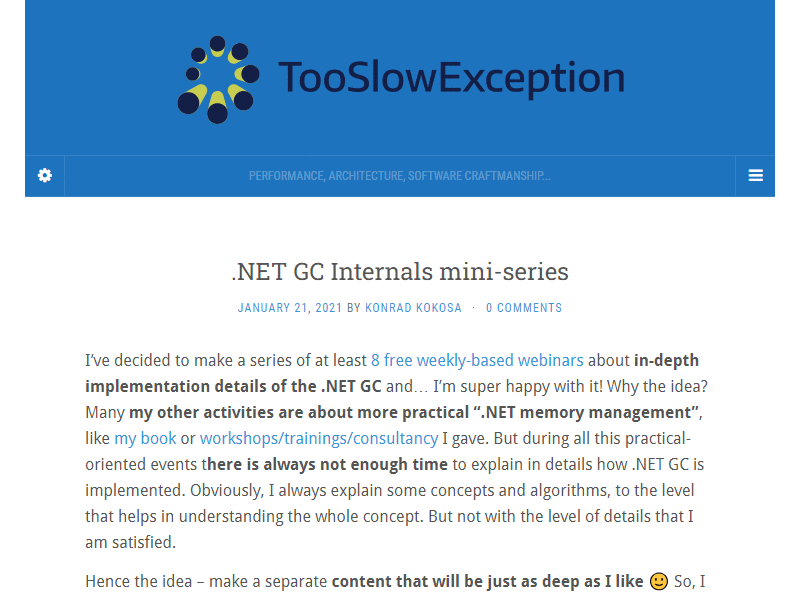 TooSlowException
PERFORMANCE, ARCHITECTURE, SOFTWARE CRAFTMANSHIP...
.NET GC Internals mini-series
JANUARY 21, 2021 BY KONRAD KOKOSA · 0 COMMENTS
I’ve decided to make a series of at least 8 free weekly-based webinars about in-depth
implementation details of the .NET GC and… I’m super happy with it! Why the idea?
Many my other activities are about more practical “.NET memory management”,
like my book or workshops/trainings/consultancy I gave. But during all this practical-
oriented events there is always not enough time to explain in details how .NET GC is
implemented. Obviously, I always explain some concepts and algorithms, to the level
that helps in understanding the whole concept. But not with the level of details that I
am satisfied.
Hence the idea – make a separate content that will be just as deep as I like 🙂 So, I